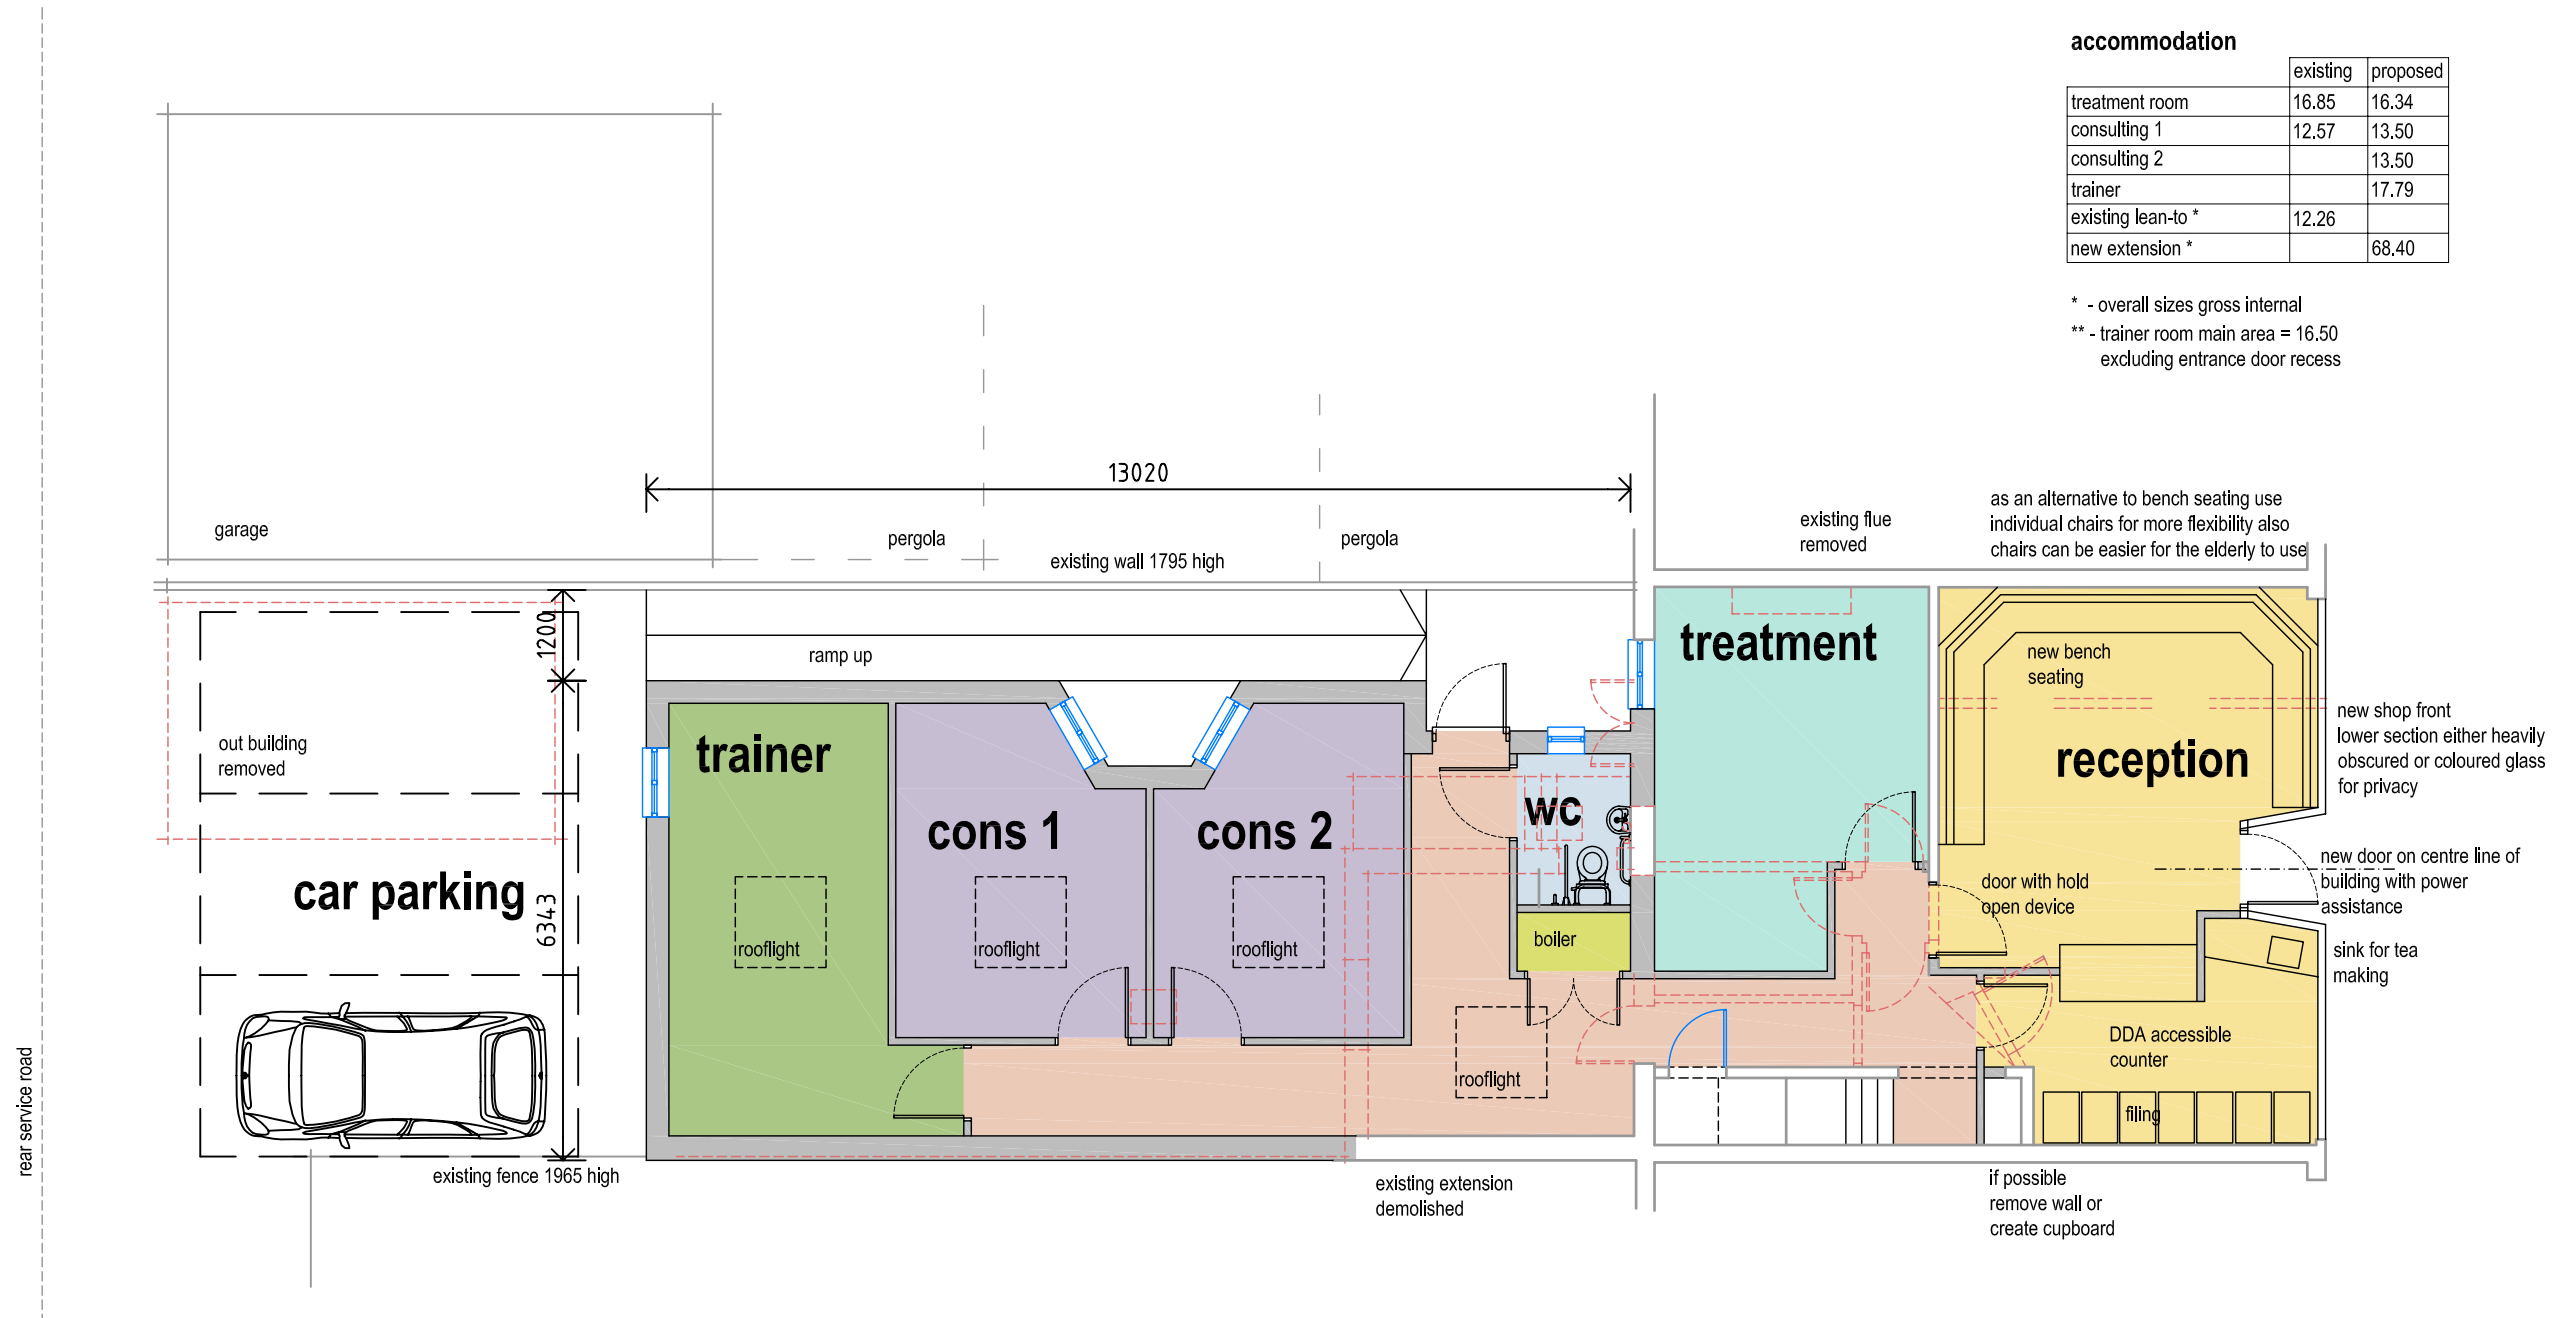 accommodation
existing proposed
treatment room 16.85 16.34
consulting 1 12.57 13.50
consulting 2 13.50
trainer 17.79
existing lean-to * 12.26
new extension * 68.40
* - overall sizes gross internal
** - trainer room main area = 16.50
excluding entrance door recess
13020
garage
pergola
pergola
existing wall 1795 high
existing flue
removed
as an alternative to bench seating use
individual chairs for more flexibility also
chairs can be easier for the elderly to use
1200
ramp up
treatment
new bench
seating
out building
removed
trainer
reception
new shop front
lower section either heavily
obscured or coloured glass
for privacy
cons 1
cons 2
wc
car parking
6343
rooflight
rooflight
rooflight
boiler
door with hold
open device
new door on centre line of
building with power
assistance
sink for tea
making
DDA accessible
counter
rooflight
filing
rear service road
existing fence 1965 high
existing extension
demolished
if possible
remove wall or
create cupboard